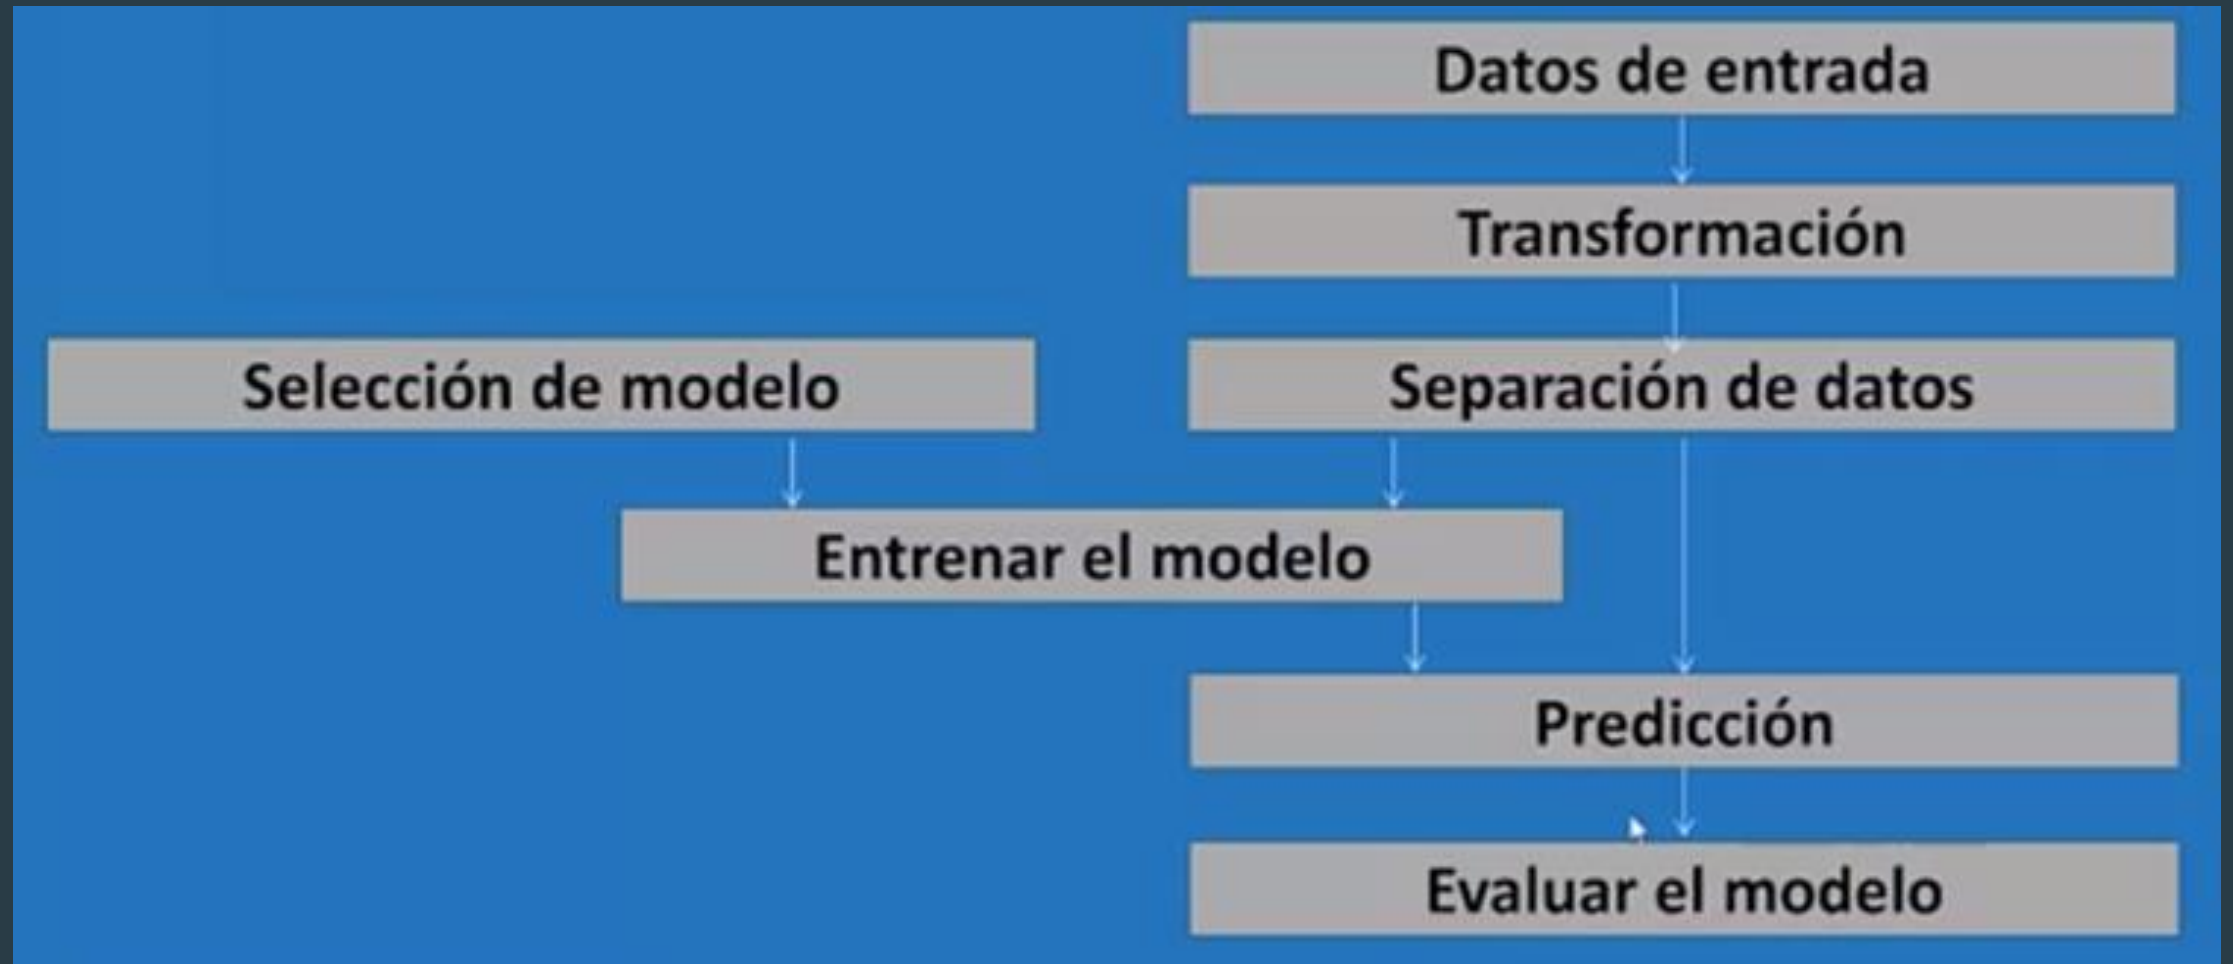 Datos de entrada
Transformación
Selección de modelo
Separación de datos
Entrenar el modelo
Predicción
Evaluar el modelo